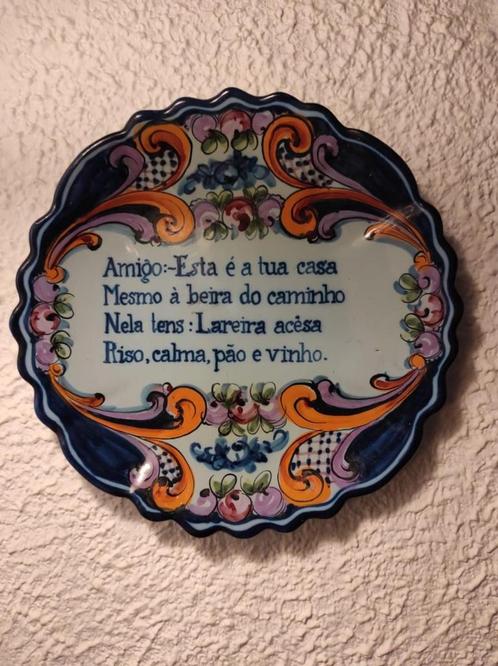 Amigo:-Esta é a tua casa
Mesmo à beira do caminho
Nela tens: Lareira acêsa
Riso, calma, pão e vinho.